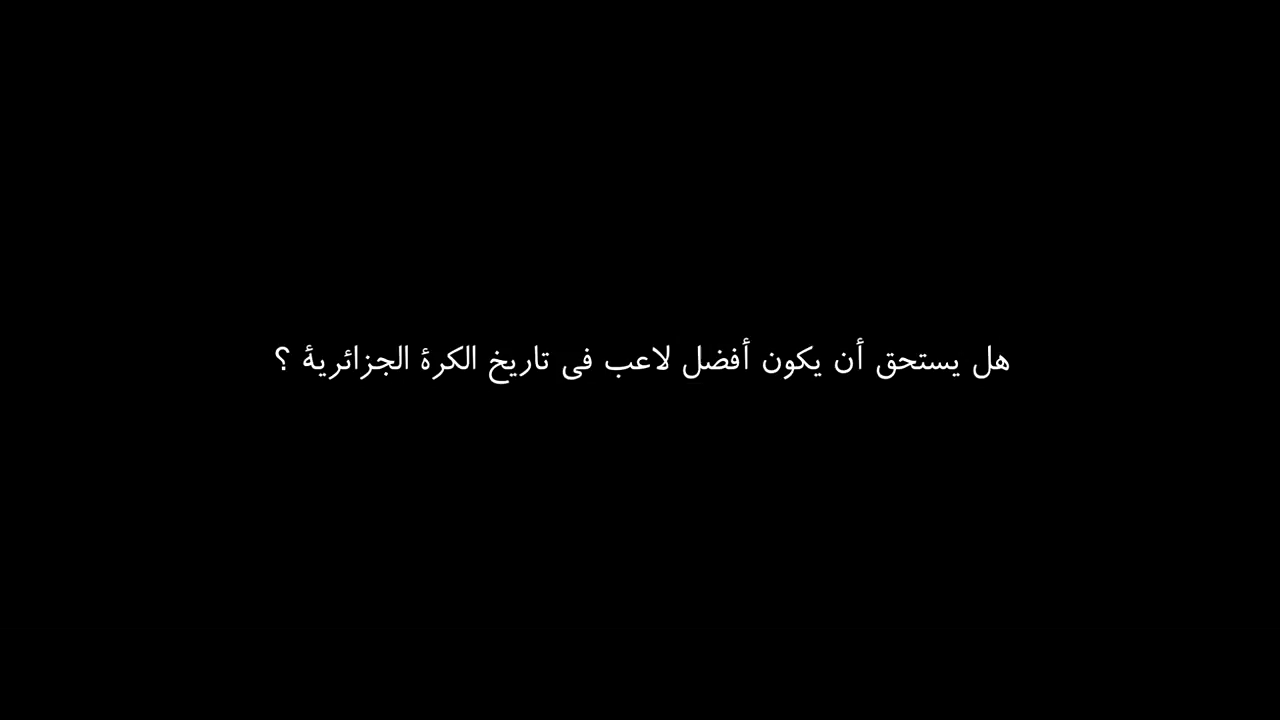 هل يستحق أن يكون أفضل لاعب فى تاريخ الكرة الجزائرية ؟